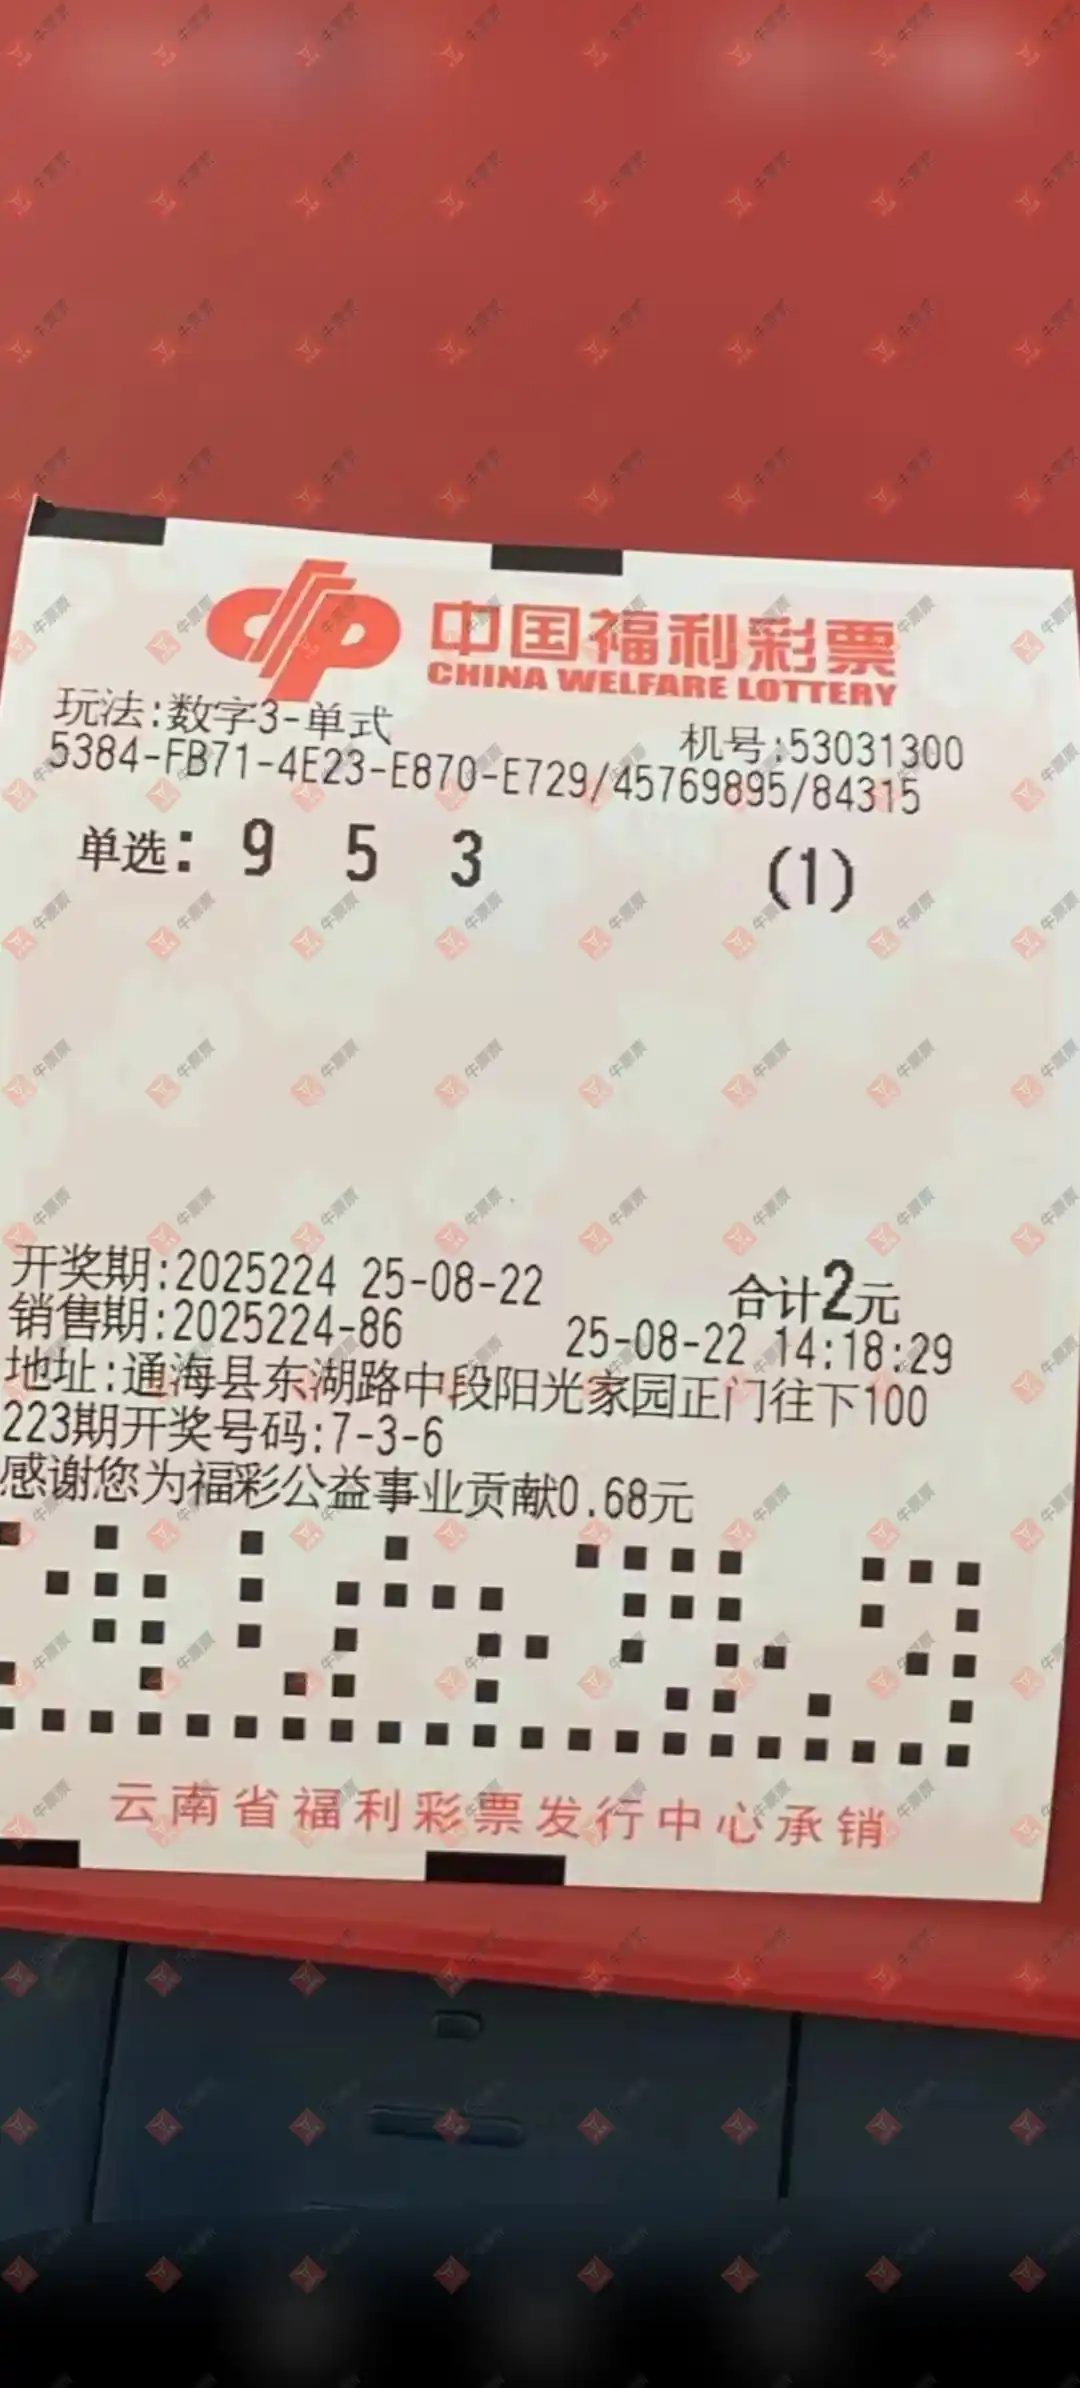 中国福利彩票
CHINA WELFARE LOTTERY
玩法:数字3-单式 机号:53031300
5384-FB71-4E23-E870-E729/45769895/84315
单选: 9 5 3 (1)
开奖期:2025224 25-08-22 合计2元
销售期:2025224-86 25-08-22 14:18:29
地址:通海县东湖路中段阳光家园正门往下100
223期开奖号码:7-3-6
感谢您为福彩公益事业贡献0.68元
云南省福利彩票发行中心承销
牛票票